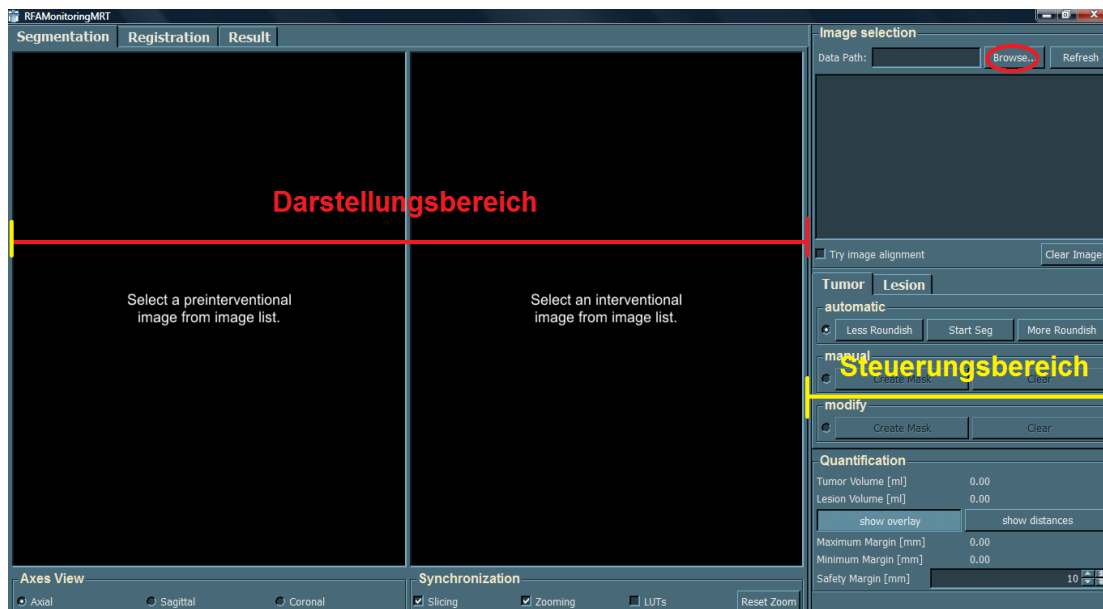 RFAMonitoringMRT
Segmentation Registration Result
Darstellungsbereich
Select a preinterventional
image from image list.
Select an interventional
image from image list.
Axes View
Axial Sagittal Coronal
Synchronization
Slicing Zooming LUTs Reset Zoom
Image selection
Data Path: Browse... Refresh
Try image alignment Clear Image
Tumor Lesion
automatic
Less Roundish Start Seg More Roundish
manual
Steuerungsbereich
Create Mask Clear
modify
Create Mask Clear
Quantification
Tumor Volume [ml] 0.00
Lesion Volume [ml] 0.00
show overlay show distances
Maximum Margin [mm] 0.00
Minimum Margin [mm] 0.00
Safety Margin [mm] 10